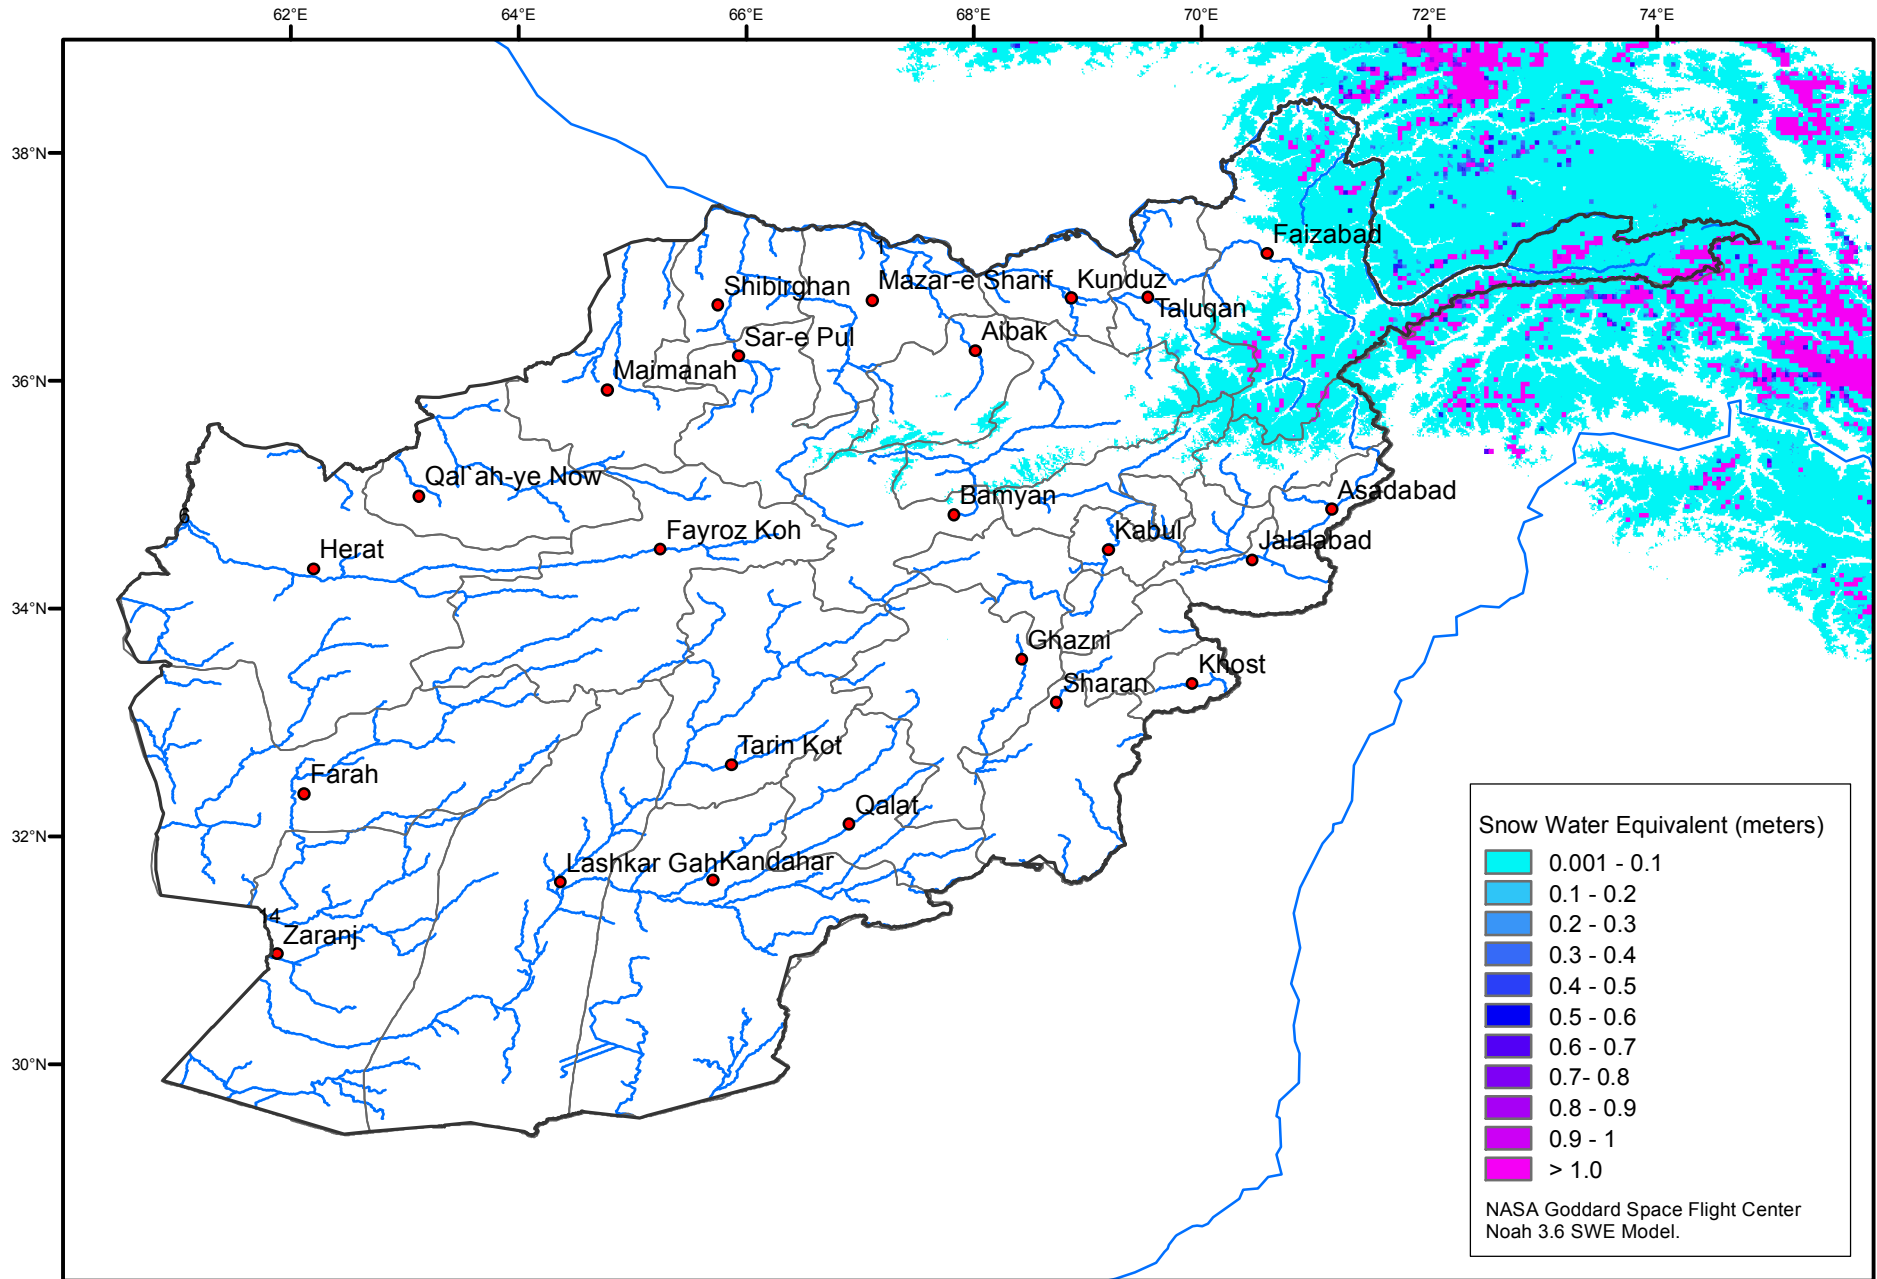 62°E 64°E 66°E 68°E 70°E 72°E 74°E
38°N
Faizabad
Shibirghan
Mazar-e Sharif
Kunduz
Taluqan
Sar-e Pul
Aibak
Maimanah
36°N
Qal`ah-ye Now
Bamyan
Asadabad
6
Herat
Fayroz Koh
Kabul
Jalalabad
34°N
Ghazni
Khost
Sharan
Tarin Kot
Farah
Qalat
32°N
Lashkar Gah
Kandahar
14
Zaranj
30°N
Snow Water Equivalent (meters)
0.001 - 0.1
0.1 - 0.2
0.2 - 0.3
0.3 - 0.4
0.4 - 0.5
0.5 - 0.6
0.6 - 0.7
0.7- 0.8
0.8 - 0.9
0.9 - 1
> 1.0
NASA Goddard Space Flight Center
Noah 3.6 SWE Model.